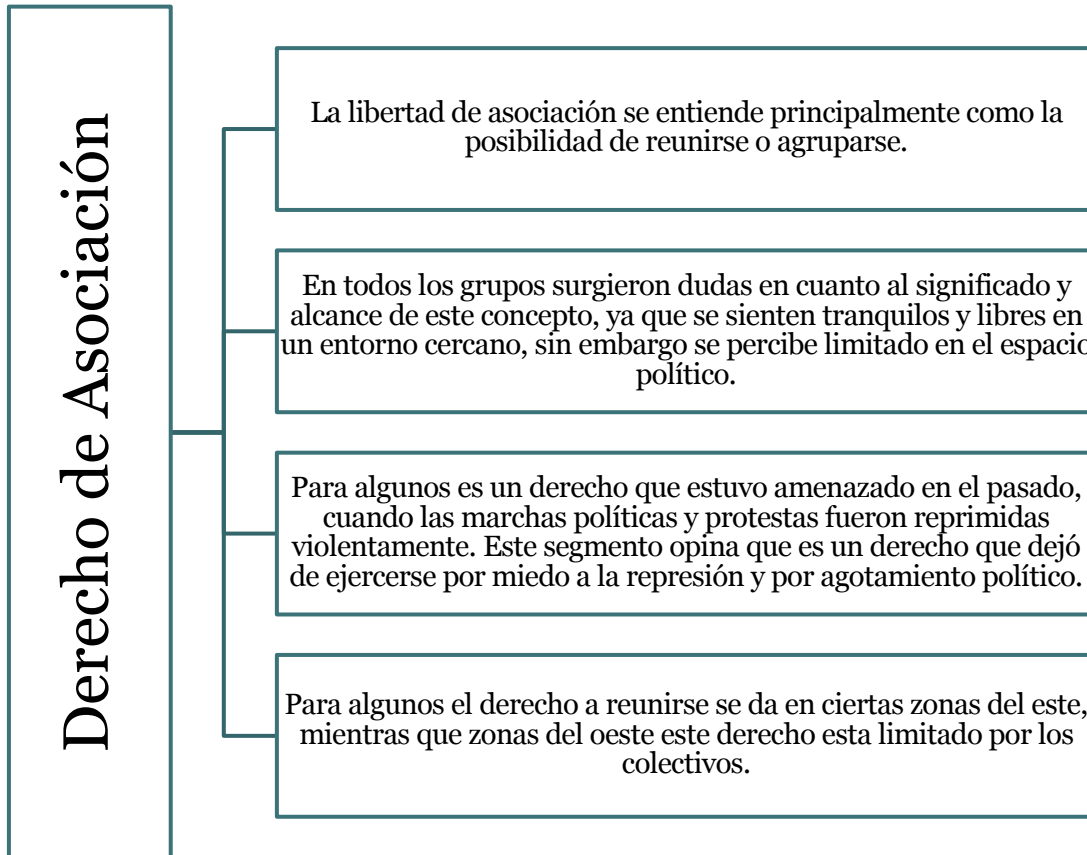 Derecho de Asociación
La libertad de asociación se entiende principalmente como la
posibilidad de reunirse o agruparse.
En todos los grupos surgieron dudas en cuanto al significado y
alcance de este concepto, ya que se sienten tranquilos y libres en
un entorno cercano, sin embargo se percibe limitado en el espacio
político.
Para algunos es un derecho que estuvo amenazado en el pasado,
cuando las marchas políticas y protestas fueron reprimidas
violentamente. Este segmento opina que es un derecho que dejó
de ejercerse por miedo a la represión y por agotamiento político.
Para algunos el derecho a reunirse se da en ciertas zonas del este,
mientras que zonas del oeste este derecho esta limitado por los
colectivos.